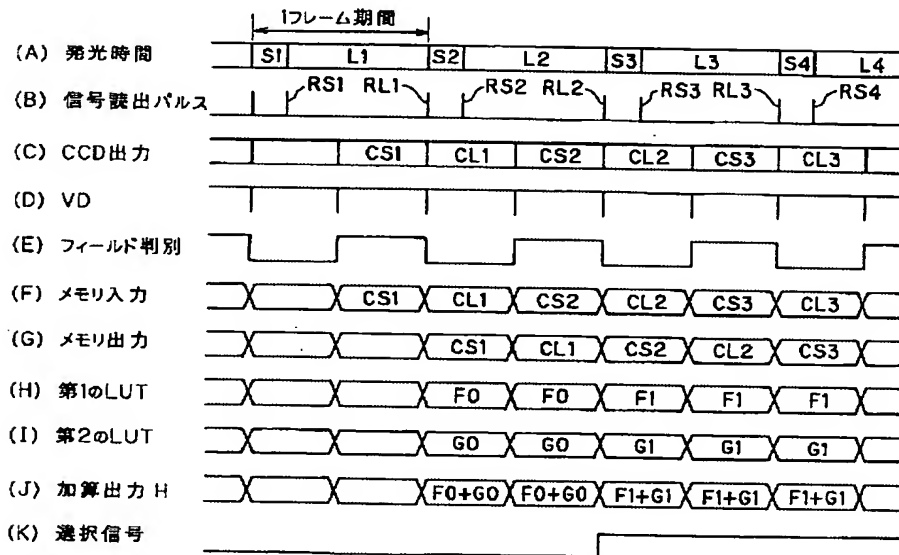 1フレーム期間
(A) 発光時間 S1 L1 S2 L2 S3 L3 S4 L4
(B) 信号読出パルス RS1 RL1 RS2 RL2 RS3 RL3 RS4
(C) CCD出力 CS1 CL1 CS2 CL2 CS3 CL3
(D) VD
(E) フィールド判別
(F) メモリ入力 CS1 CL1 CS2 CL2 CS3 CL3
(G) メモリ出力 CS1 CL1 CS2 CL2 CS3
(H) 第1のLUT F0 F0 F1 F1 F1
(I) 第2のLUT G0 G0 G1 G1 G1
(J) 加算出力 H F0+G0 F0+G0 F1+G1 F1+G1 F1+G1
(K) 選択信号